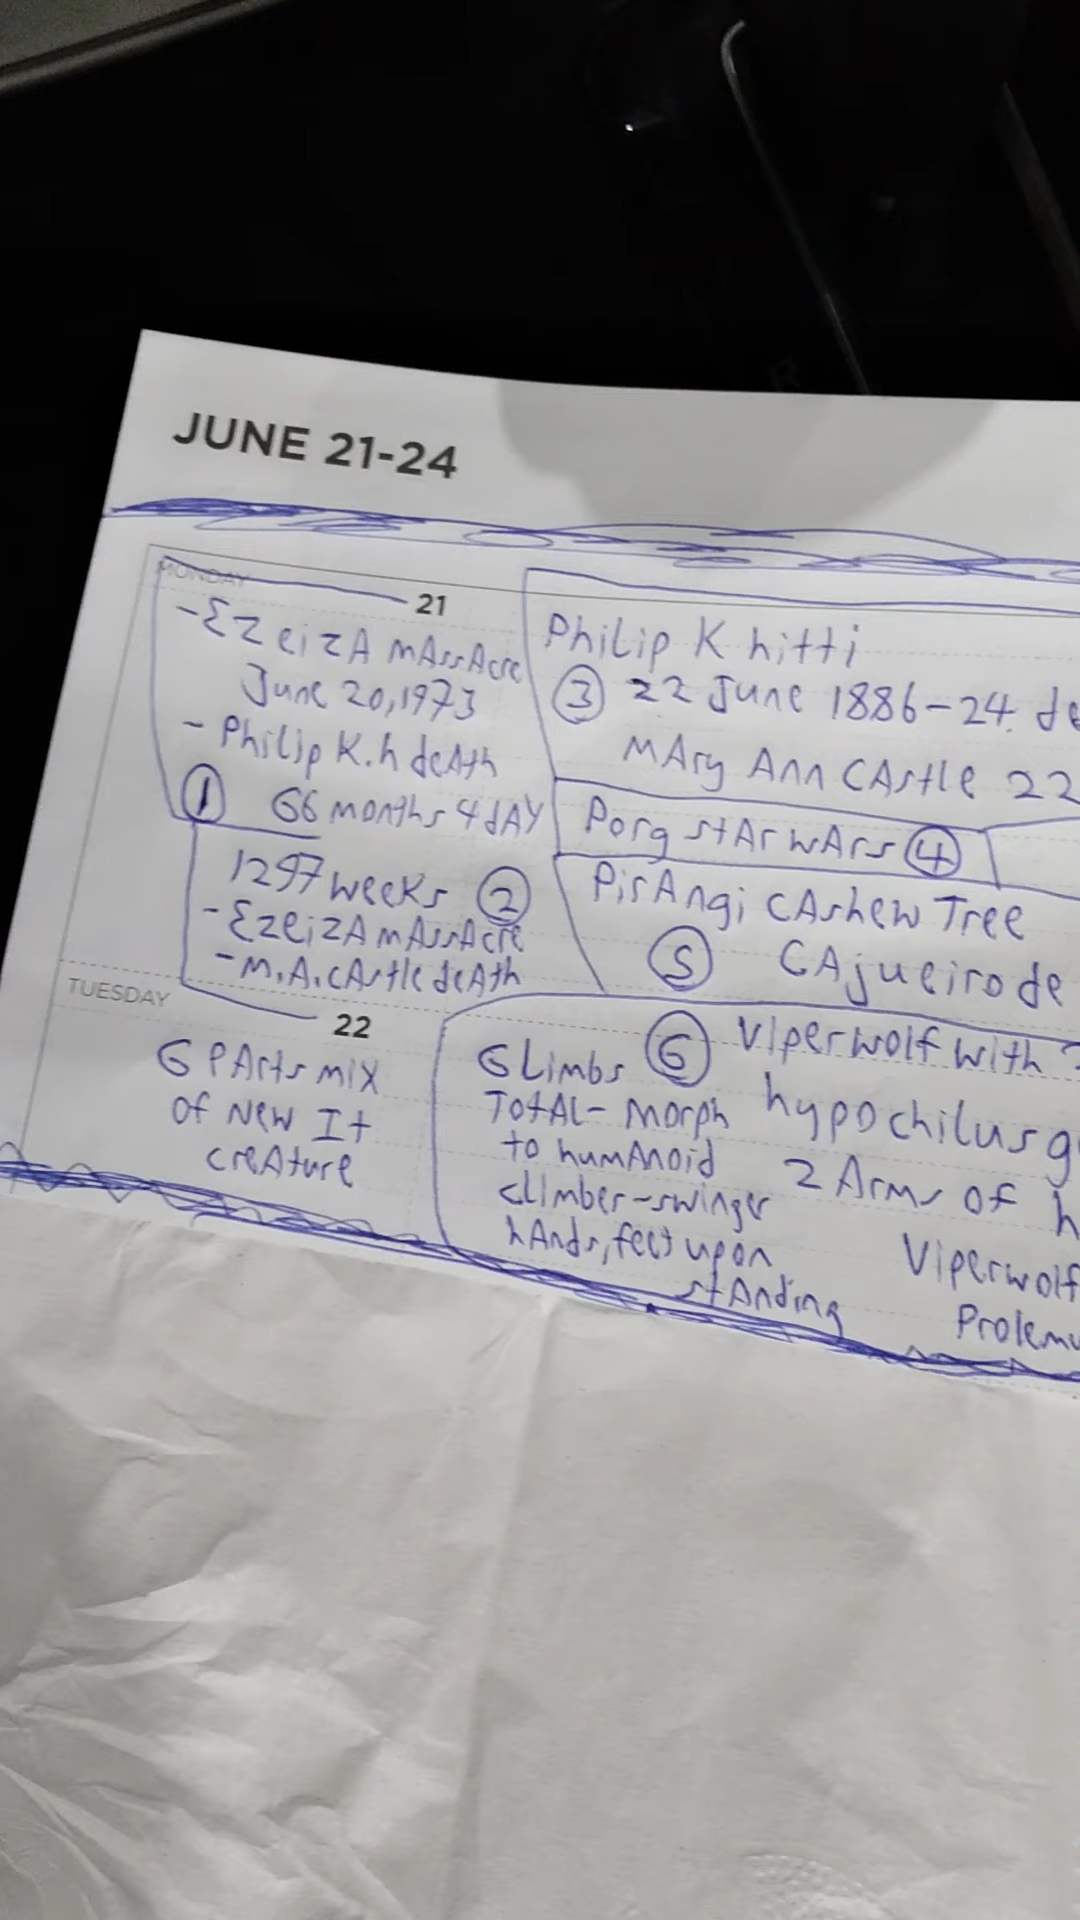 JUNE 21-24
MONDAY
21
-EzeizA mAssAcre
June 20, 1973
- Philip K. h deAth
1 66 months 4 dAY
1297 weeks 2
-EzeizA mAssAcre
-M.A. cAstle deAth
TUESDAY
22
6 PArts mix
of New It
creAture
Philip K hitti
3 22 June 1886-24 de
MAry Ann CAstle 22
Porg stAr wArs 4
PirAngi cAshew Tree
5 CAjueiro de
6 Viperwolf with
hypochilus
2 Arms of h
Viperwolf
Prolemu
6 Limbs
TotAL- morph
to humAnoid
climber-swinger
hAnds, feet upon
stAnding